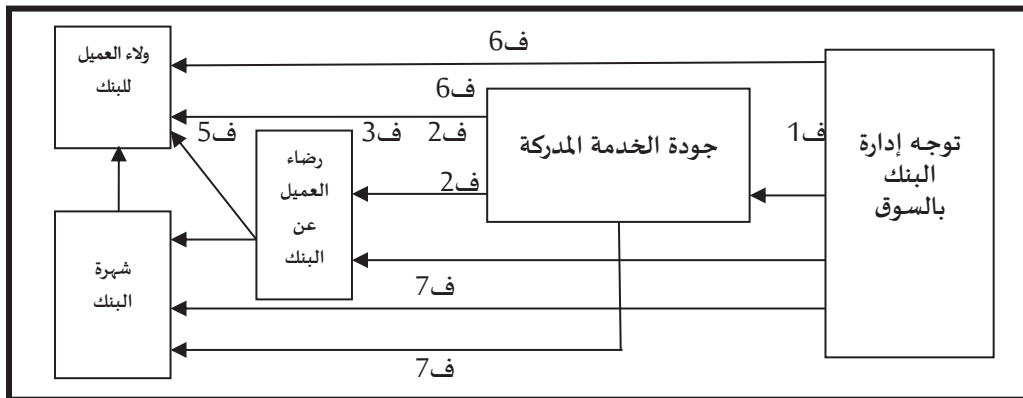 ف6
ولاء العميل
للبنك
ف6
توجه إدارة
البنك
بالسوق
ف1
جودة الخدمة المدركة
ف2
ف3
ف5
رضاء
العميل
عن
البنك
ف2
شهرة
البنك
ف7
ف7